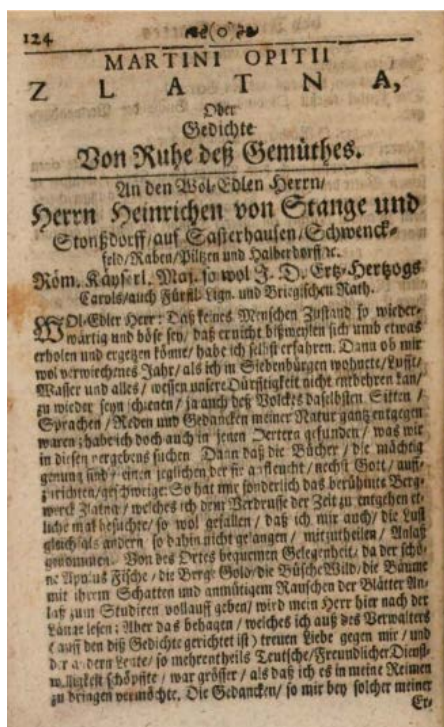 124
(o)
MARTINI OPITII
ZLATNA,
Oder
Gedichte
Von Ruhe deß Gemüthes.
An den Wol-Edlen Herrn/
Herrn Heinrichen von Stange und
Stonßdorff/auf Sasterhausen/Schwenck-
feld/Raben/Piltzen und Halberdorff/ꝛc.
Röm. Käyserl. Maj. so wol J. D. Ertz-Hertzogs
Carols/auch Fürstl. Lign. und Briegischen Rath.
WOl-Edler Herr: Daß keines Menschen Zustand so wieder-
wärtig und böse sey/ daß er nicht bißweylen sich umb etwas
erholen und ergetzen könne/ habe ich selbst erfahren. Dann ob mir
wol verwichenes Jahr/ als ich in Siebenbürgen wohnete/Lufft/
Wasser und alles/ wessen unsere Dürfftigkeit nicht entbehren kan/
zu wieder seyn schienen/ ja auch deß Volckes daselbsten Sitten/
Sprachen/ Reden und Gedancken meiner Natur gantz entgegen
waren; habe ich doch auch in jenen Oertern gefunden/ was wir
in diesen vergebens suchen. Dann daß die Bücher/ die mächtig
genung sind/ einen jeglichen der sie auffsucht/ nechst Gott/ auff-
zurichten/geschweige: So hat mir sonderlich das berühmte Berg-
werck Zlatna/ welches ich dem Verdrusse der Zeit zu entgehen et-
liche mal besuchte/ so wol gefallen/ daß ich mir auch/ die Lust
gleichsals andern/ so dahin nicht gelangen/ mitzutheilen/ Anlaß
genommen. Von des Ortes bequemen Gelegenheit/ da der schö-
ne Apulus Fische/ die Berge Gold/ die Büsche Wild/ die Bäume
mit ihrem Schatten und anmütigem Rauschen der Blätter An-
laß zum Studiren vollauff geben/ wird mein Herr hier nach der
Länge lesen: Aber das behagen/ welches ich auß des Verwalters
(auff den diß Gedichte gerichtet ist) treuen Liebe gegen mir/ und
der andern Leute/ so mehrentheils Teutsche/ Freundlicher Dienst-
willigkeit schöpffte/ war grösser/ als daß ich es in meine Reimen
zu bringen vermöchte. Die Gedancken/ so mir bey solcher meiner
Er-